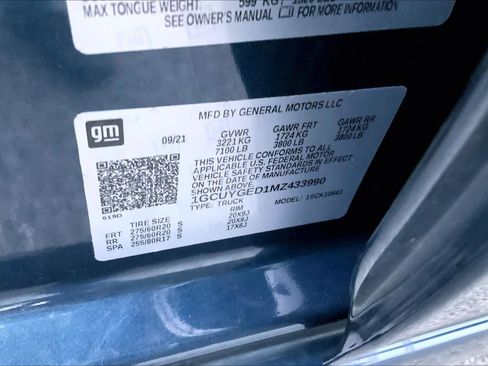 MAX TONGUE WEIGHT: 599 KG
SEE OWNER'S MANUAL FOR
gm
MFD BY GENERAL MOTORS LLC
09/21
GVWR GAWR FRT GAWR RR
3221 KG 1724 KG 1724 KG
7100 LB 3800 LB 3800 LB
THIS VEHICLE CONFORMS TO ALL
APPLICABLE U.S. FEDERAL MOTOR
VEHICLE SAFETY STANDARDS IN EFFECT
ON THE DATE OF MANUFACTURE
SHOWN ABOVE.
1GCUYGED1MZ433990
TYPE: TRUCK MODEL: 10CK10543
619D
TIRE SIZE RIM
FRT 275/60R20 S 20X9J
RR 275/60R20 S 20X9J
SPA 255/80R17 S 17X8J